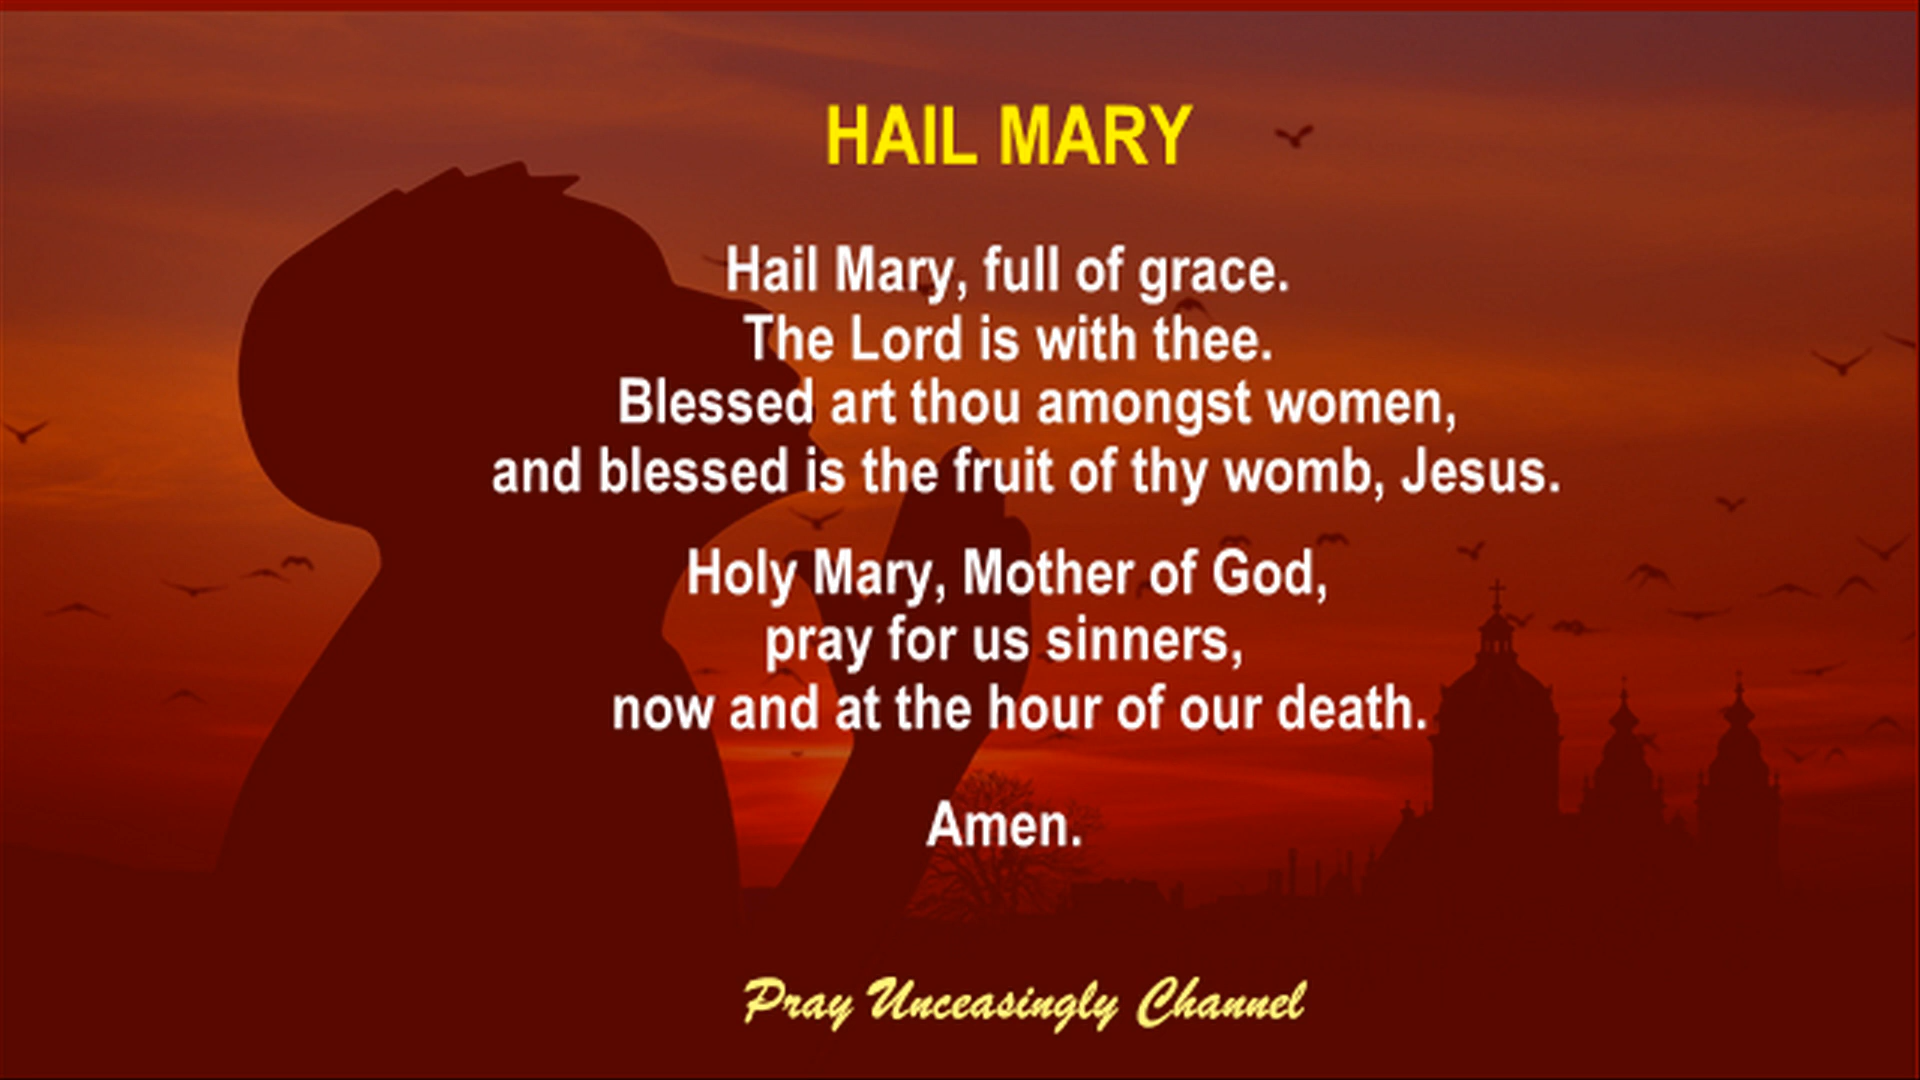 HAIL MARY
Hail Mary, full of grace.
The Lord is with thee.
Blessed art thou amongst women,
and blessed is the fruit of thy womb, Jesus.
Holy Mary, Mother of God,
pray for us sinners,
now and at the hour of our death.
Amen.
Pray Unceasingly Channel